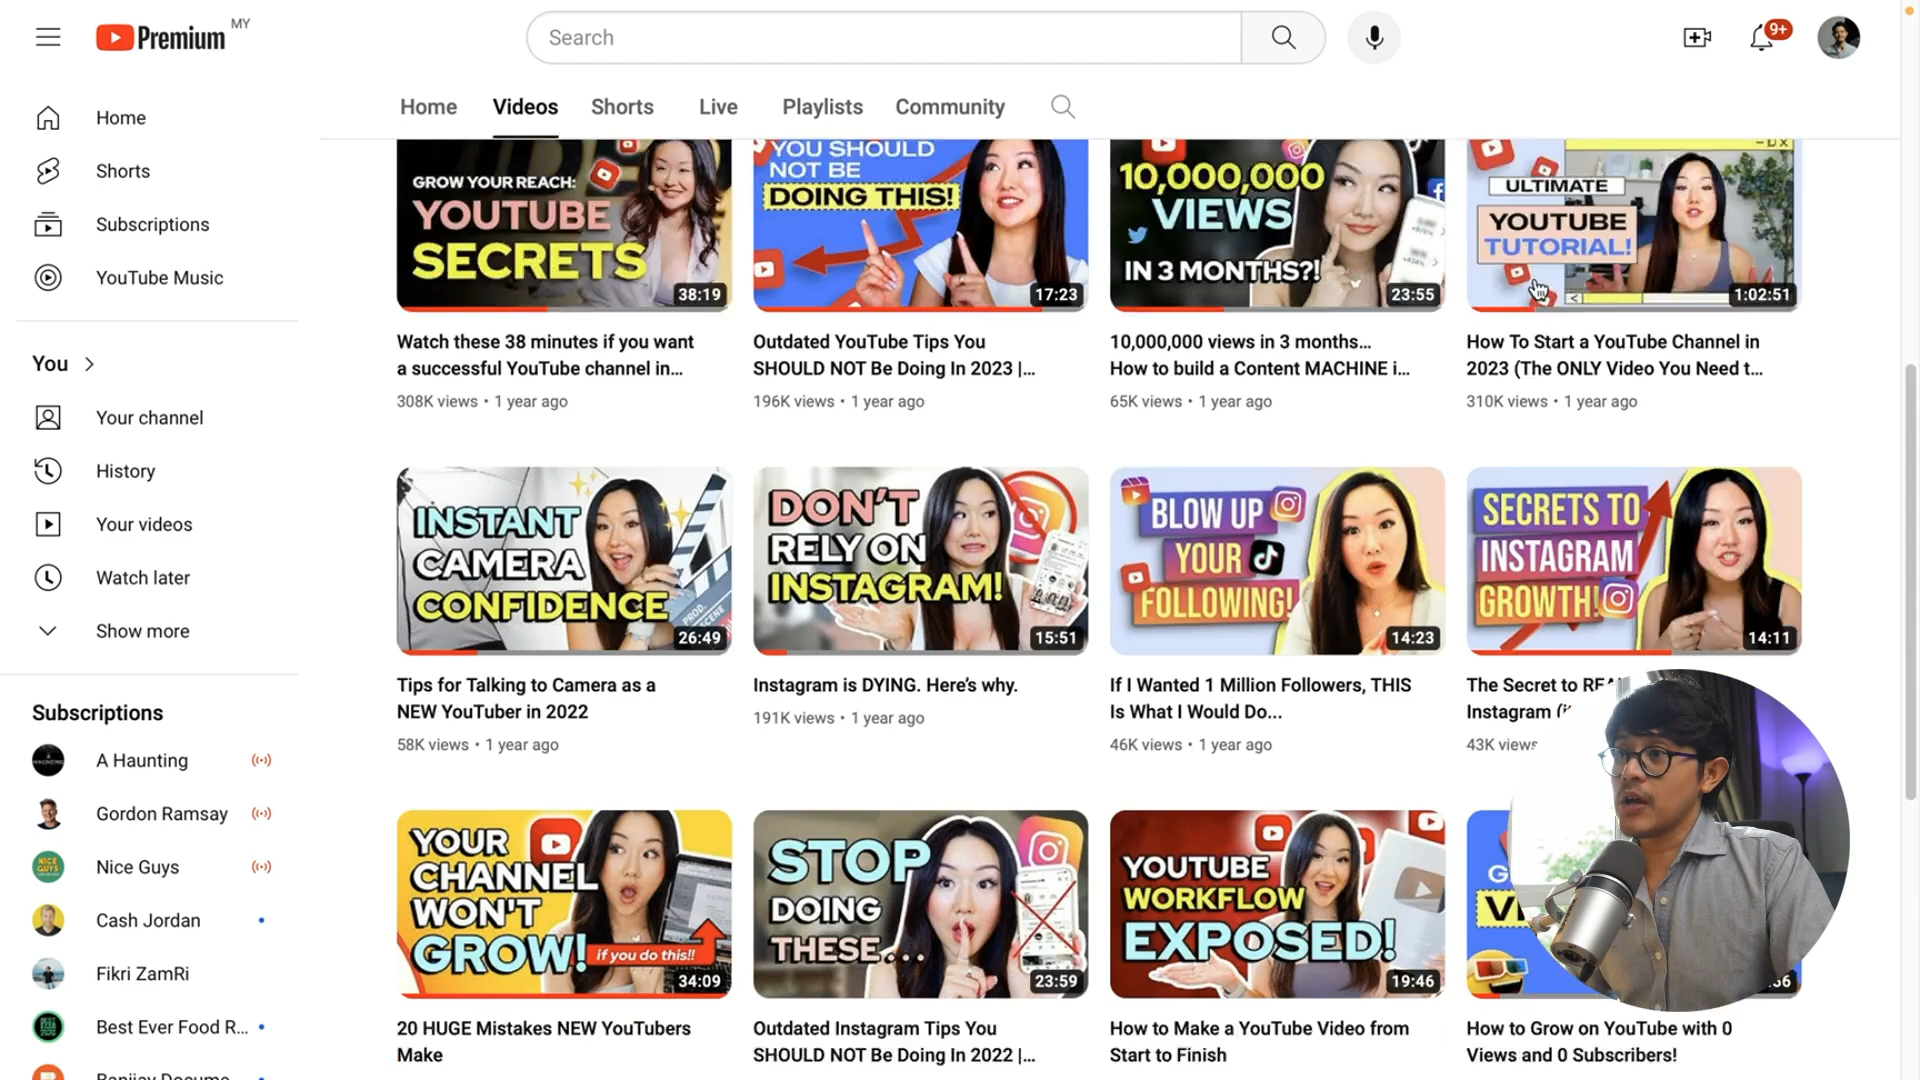 Premium MY
Search
9+
Home
Shorts
Subscriptions
YouTube Music
You
Your channel
History
Your videos
Watch later
Show more
Subscriptions
A Haunting
Gordon Ramsay
Nice Guys
Cash Jordan
Fikri ZamRi
Best Ever Food R...
Home Videos Shorts Live Playlists Community
GROW YOUR REACH:
YOUTUBE
SECRETS
38:19
Watch these 38 minutes if you want
a successful YouTube channel in...
308K views • 1 year ago
YOU SHOULD
NOT BE
DOING THIS!
17:23
Outdated YouTube Tips You
SHOULD NOT Be Doing In 2023 |...
196K views • 1 year ago
10,000,000
VIEWS
IN 3 MONTHS?!
23:55
10,000,000 views in 3 months...
How to build a Content MACHINE i...
65K views • 1 year ago
ULTIMATE
YOUTUBE
TUTORIAL!
1:02:51
How To Start a YouTube Channel in
2023 (The ONLY Video You Need t...
310K views • 1 year ago
INSTANT
CAMERA
CONFIDENCE
PROD.
SCENE
26:49
Tips for Talking to Camera as a
NEW YouTuber in 2022
58K views • 1 year ago
DON'T
RELY ON
INSTAGRAM!
15:51
Instagram is DYING. Here's why.
191K views • 1 year ago
BLOW UP
YOUR
FOLLOWING!
14:23
If I Wanted 1 Million Followers, THIS
Is What I Would Do...
46K views • 1 year ago
SECRETS TO
INSTAGRAM
GROWTH!
14:11
The Secret to
Instagram
43K views
YOUR
CHANNEL
WON'T
GROW! if you do this!!
34:09
20 HUGE Mistakes NEW YouTubers
Make
STOP
DOING
THESE...
23:59
Outdated Instagram Tips You
SHOULD NOT Be Doing In 2022 |...
YOUTUBE
WORKFLOW
EXPOSED!
19:46
How to Make a YouTube Video from
Start to Finish
How to Grow on YouTube with 0
Views and 0 Subscribers!